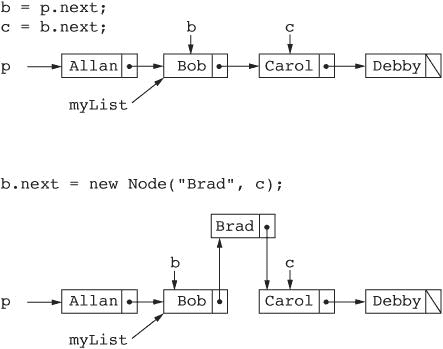 b = p.next;
c = b.next;
b c
p Allan Bob Carol Debby
myList
b.next = new Node("Brad", c);
Brad
b c
p Allan Bob Carol Debby
myList